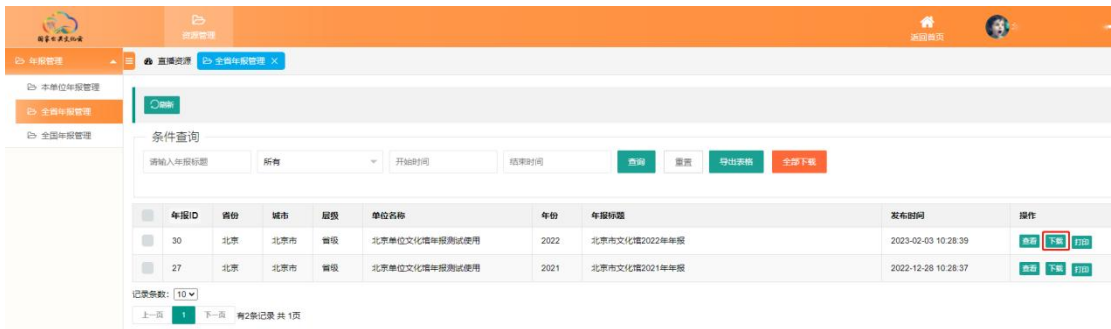 国家公共文化云
资源管理
返回首页
年报管理
直播资源 全省年报管理 ×
本单位年报管理
全省年报管理
全国年报管理
刷新
条件查询
请输入年报标题 所有 开始时间 结束时间 查询 重置 导出表格 全部下载
年报ID 省份 城市 层级 单位名称 年份 年报标题 发布时间 操作
30 北京 北京市 省级 北京单位文化馆年报测试使用 2022 北京市文化馆2022年年报 2023-02-03 10:28:39 查看 下载 打印
27 北京 北京市 省级 北京单位文化馆年报测试使用 2021 北京市文化馆2021年年报 2022-12-28 10:28:37 查看 下载 打印
记录条数: 10
上一页 1 下一页 有2条记录 共 1页